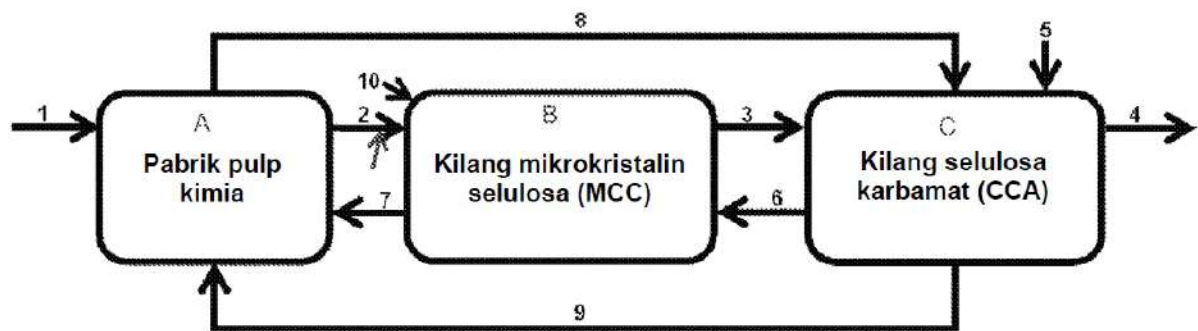 8
5
10
1
A
2
B
3
C
4
Pabrik pulp
kimia
Kilang mikrokristalin
selulosa (MCC)
Kilang selulosa
karbamat (CCA)
7
6
9